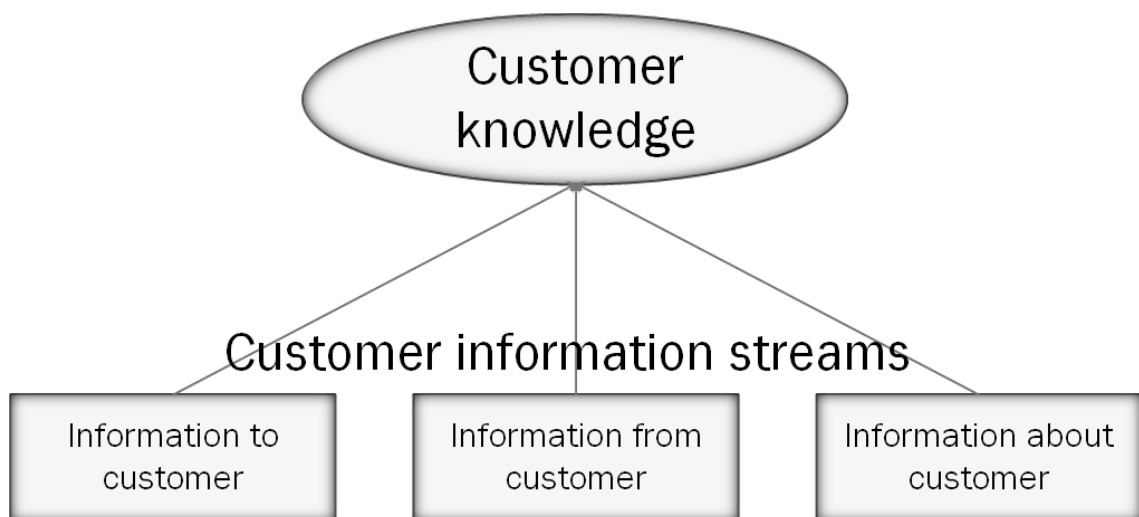 Customer
knowledge
Customer information streams
Information to
customer
Information from
customer
Information about
customer